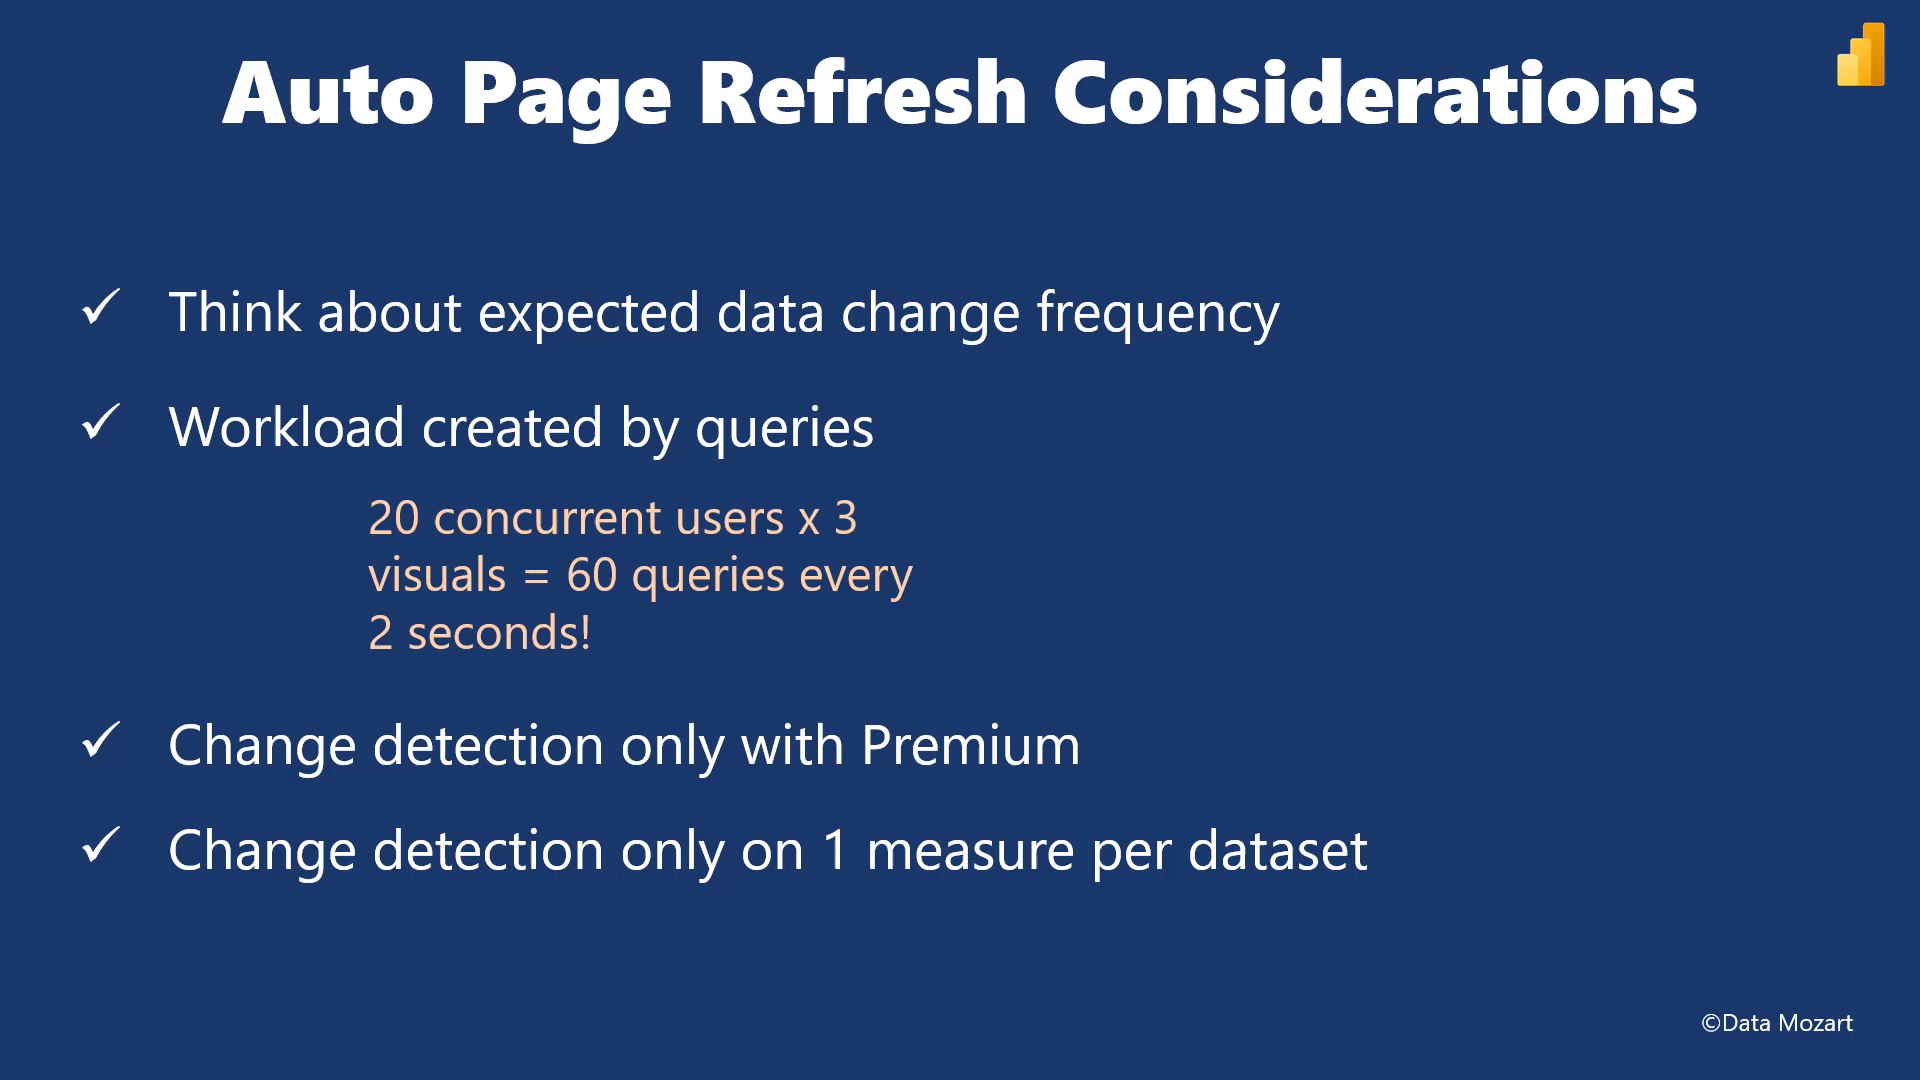 Auto Page Refresh Considerations
✓ Think about expected data change frequency
✓ Workload created by queries
20 concurrent users x 3
visuals = 60 queries every
2 seconds!
✓ Change detection only with Premium
✓ Change detection only on 1 measure per dataset
©Data Mozart